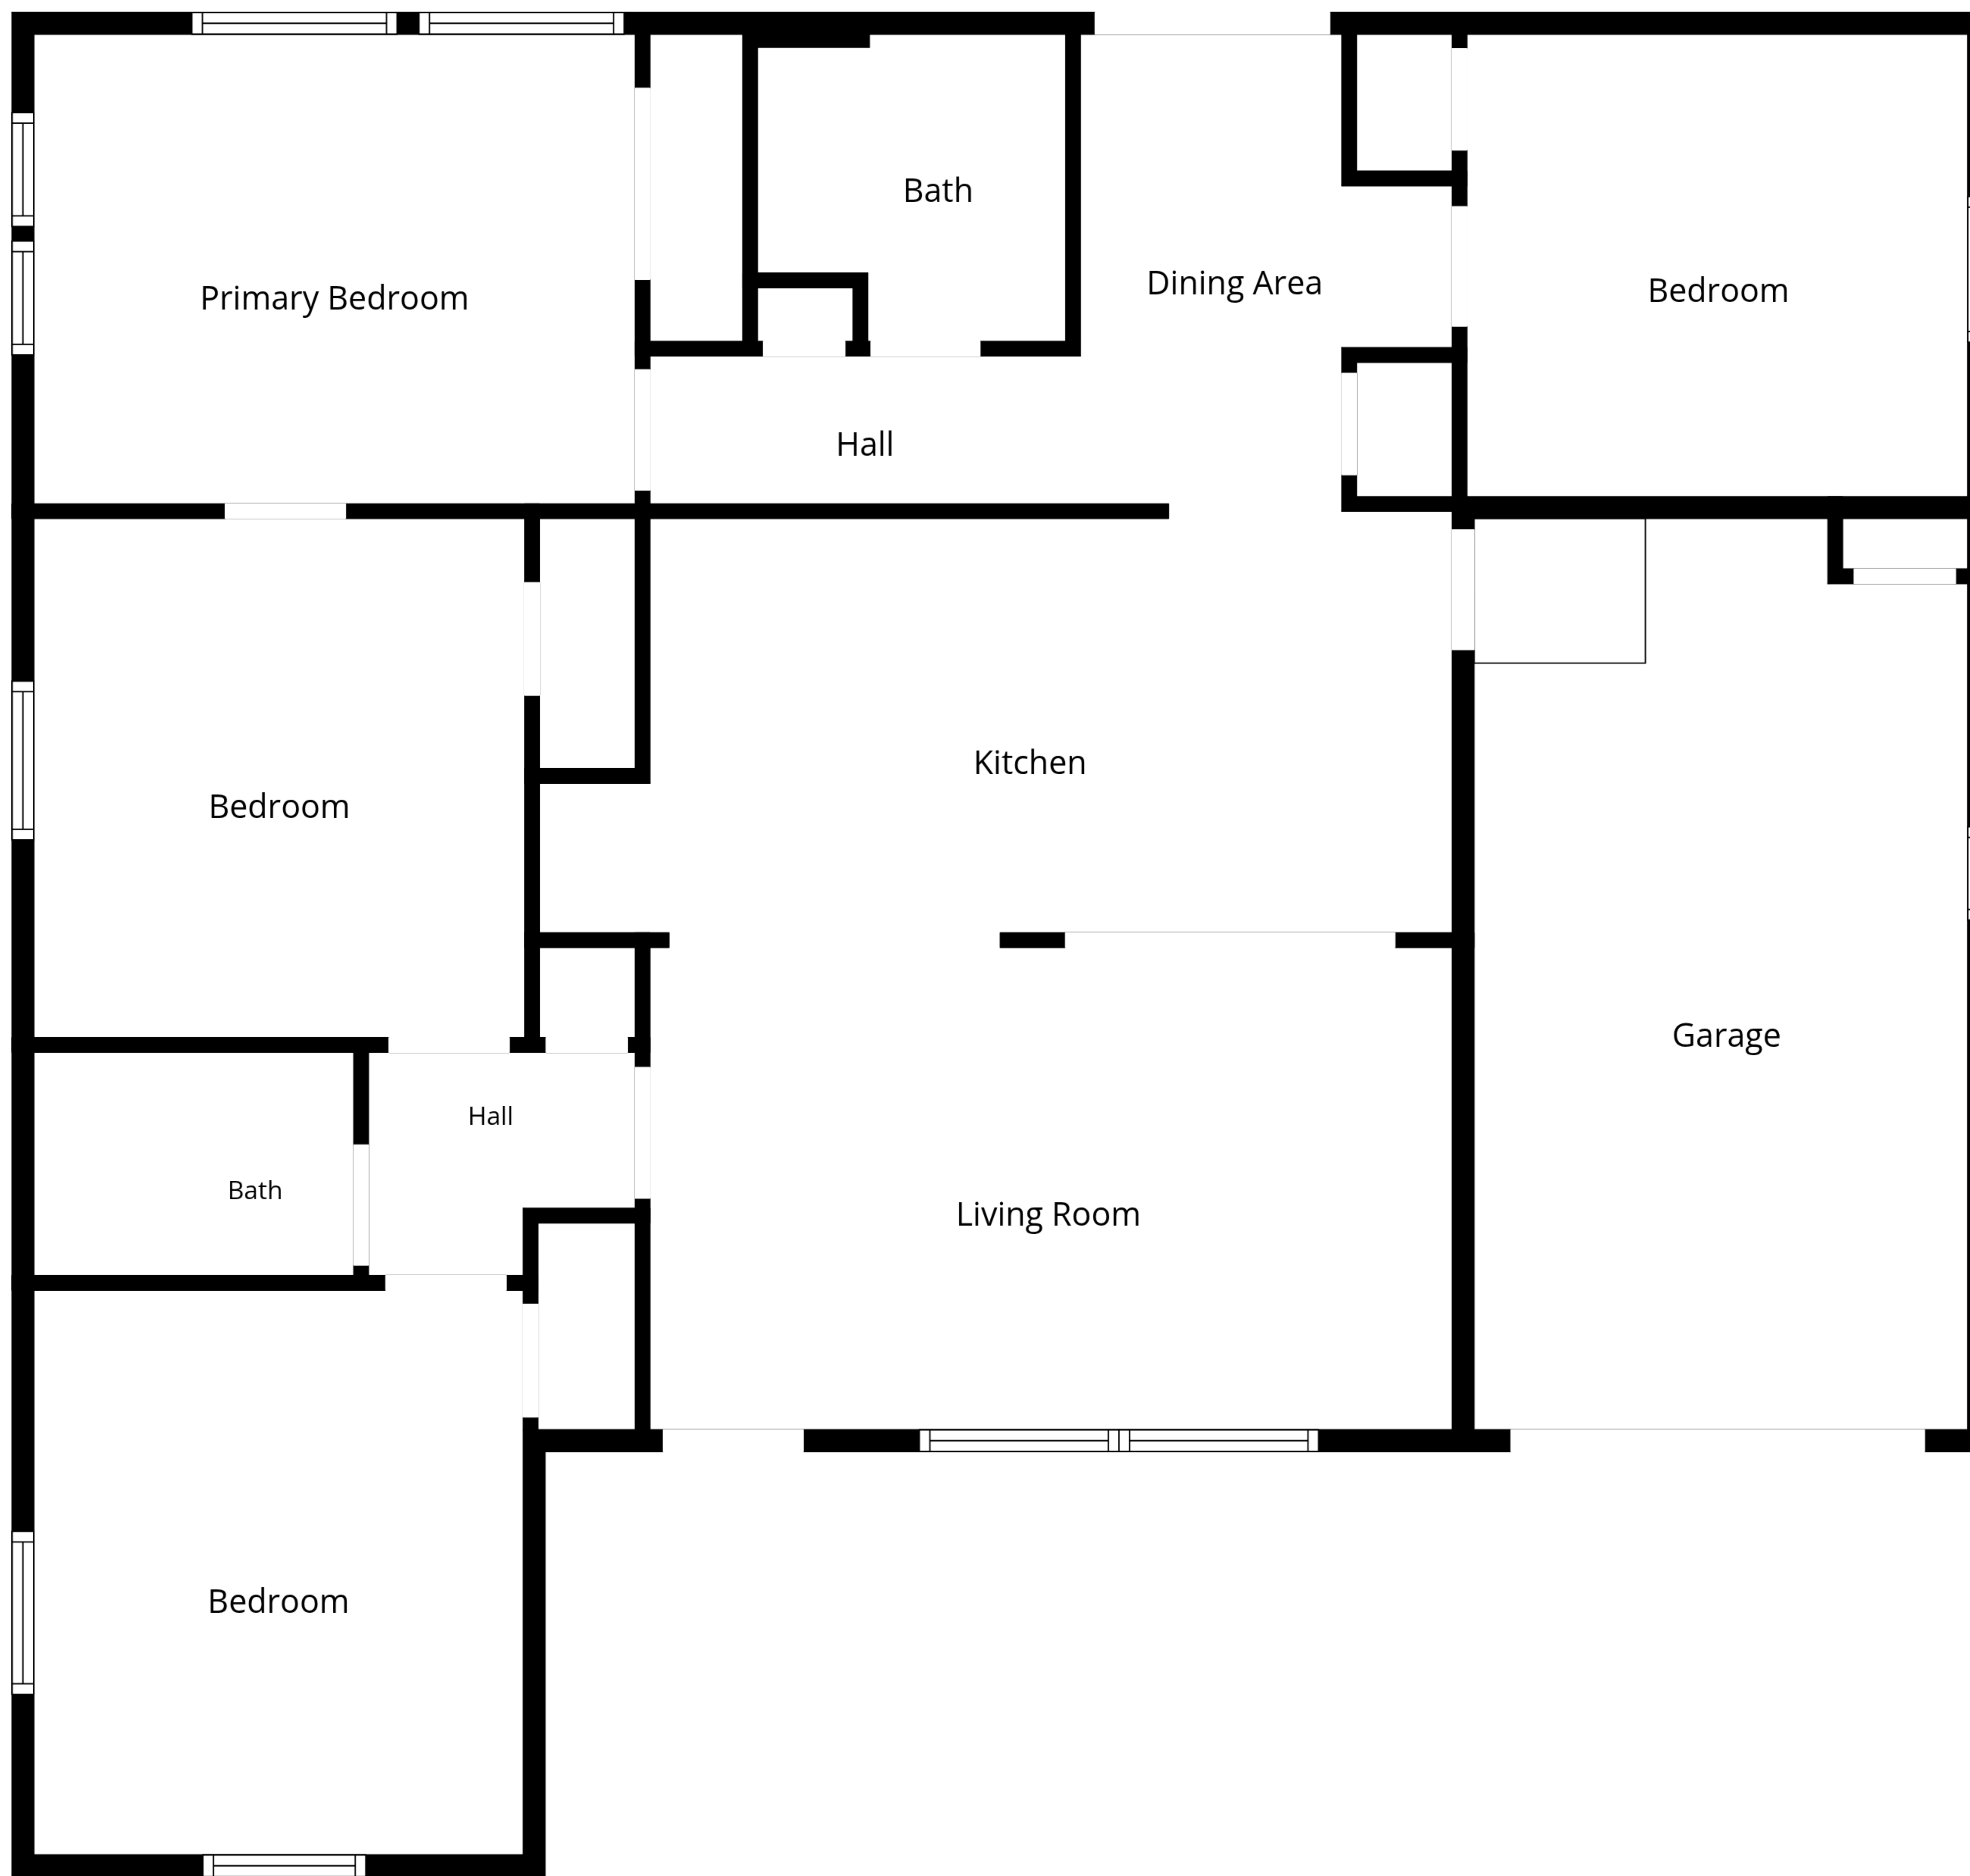 Bath
Dining Area
Bedroom
Primary Bedroom
Hall
Kitchen
Bedroom
Garage
Hall
Bath
Living Room
Bedroom